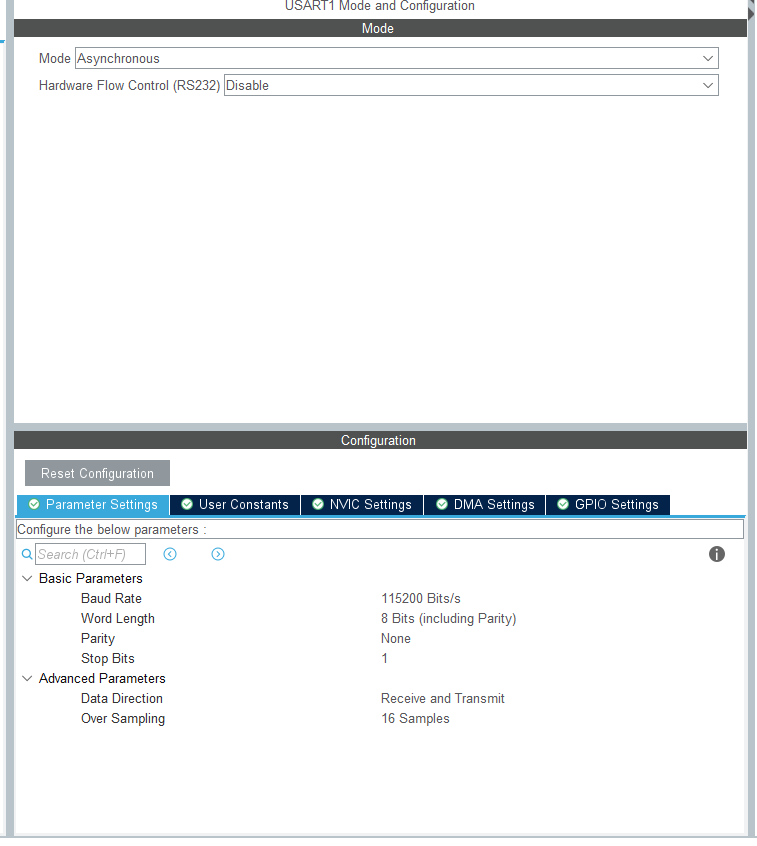 USART1 Mode and Configuration
Mode
Mode Asynchronous
Hardware Flow Control (RS232) Disable
Configuration
Reset Configuration
Parameter Settings User Constants NVIC Settings DMA Settings GPIO Settings
Configure the below parameters :
Search (Ctrl+F)
Basic Parameters
Baud Rate 115200 Bits/s
Word Length 8 Bits (including Parity)
Parity None
Stop Bits 1
Advanced Parameters
Data Direction Receive and Transmit
Over Sampling 16 Samples